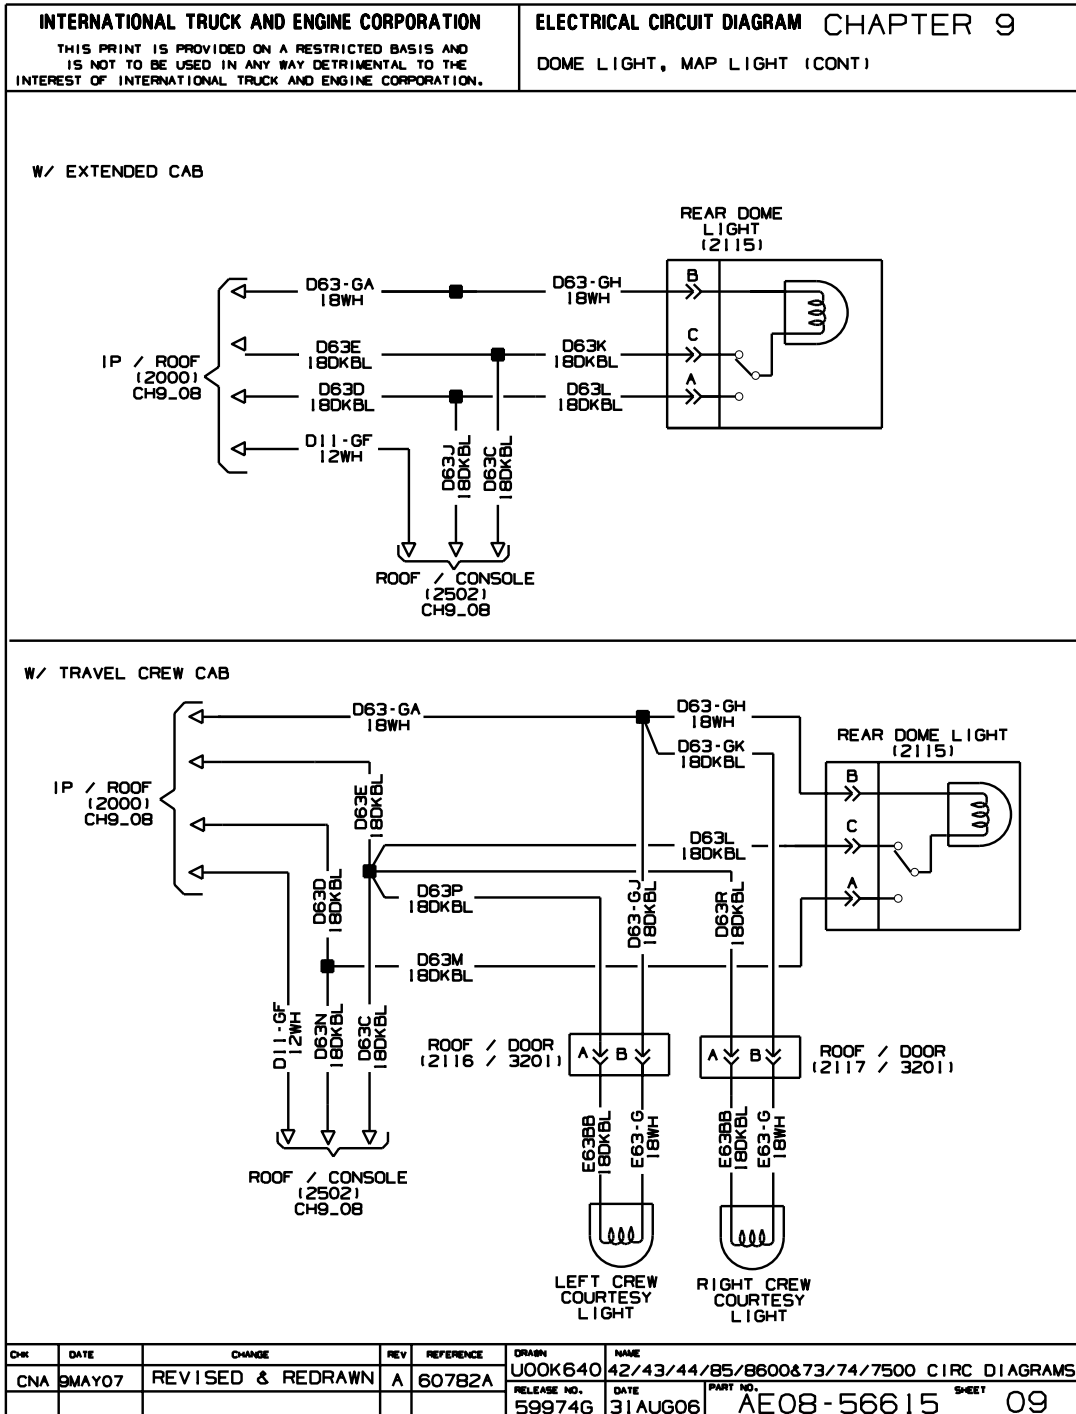 INTERNATIONAL TRUCK AND ENGINE CORPORATION
THIS PRINT IS PROVIDED ON A RESTRICTED BASIS AND
IS NOT TO BE USED IN ANY WAY DETRIMENTAL TO THE
INTEREST OF INTERNATIONAL TRUCK AND ENGINE CORPORATION.
ELECTRICAL CIRCUIT DIAGRAM CHAPTER 9
DOME LIGHT, MAP LIGHT (CONT)
W/ EXTENDED CAB
REAR DOME
LIGHT
(2115)
D63-GA
18WH
D63-GH
18WH
B
D63E
18DKBL
D63K
18DKBL
C
IP / ROOF
(2000)
CH9_08
D63D
18DKBL
D63L
18DKBL
A
D11-GF
12WH
D63J
18DKBL
D63C
18DKBL
ROOF / CONSOLE
(2502)
CH9_08
W/ TRAVEL CREW CAB
D63-GA
18WH
D63-GH
18WH
D63-GK
18DKBL
REAR DOME LIGHT
(2115)
B
C
A
IP / ROOF
(2000)
CH9_08
D63E
18DKBL
D63L
18DKBL
D63D
18DKBL
D63P
18DKBL
D63-GJ
18DKBL
D63R
18DKBL
D63M
18DKBL
D11-GF
12WH
D63N
18DKBL
D63C
18DKBL
ROOF / DOOR
(2116 / 3201)
A B
A B
ROOF / DOOR
(2117 / 3201)
E63BB
18DKBL
E63-G
18WH
E63BB
18DKBL
E63-G
18WH
ROOF / CONSOLE
(2502)
CH9_08
LEFT CREW
COURTESY
LIGHT
RIGHT CREW
COURTESY
LIGHT
CHK DATE CHANGE REV REFERENCE DRAWN NAME
CNA 9MAY07 REVISED & REDRAWN A 60782A U00K640 42/43/44/85/8600&73/74/7500 CIRC DIAGRAMS
RELEASE NO. DATE PART NO. SHEET
59974G 31AUG06 AE08-56615 09